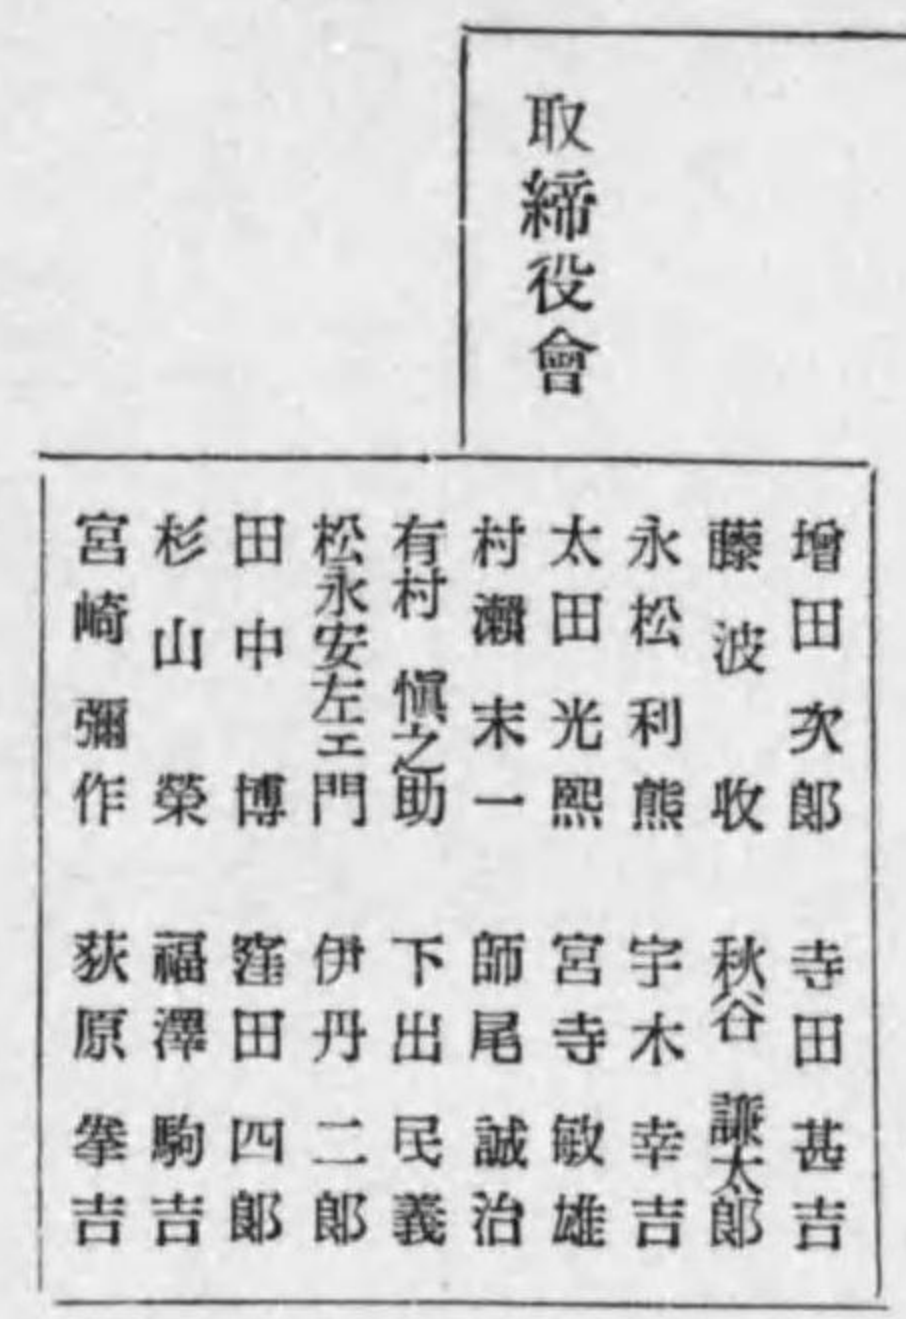 取締役會
增田次郎 寺田甚吉
藤波收 秋谷謙太郎
永松利熊 宇木幸吉
太田光熙 宮寺敏雄
村瀨末一 師尾誠治
有村愼之助 下出民義
松永安左エ門 伊丹二郎
田中博 窪田四郎
杉山榮 福澤駒吉
宮崎彌作 荻原拳吉